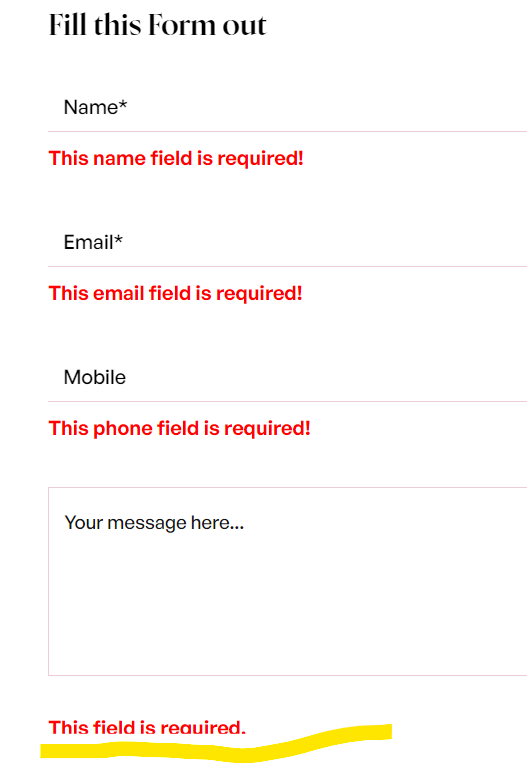 Fill this Form out
Name*
This name field is required!
Email*
This email field is required!
Mobile
This phone field is required!
Your message here...
This field is required.